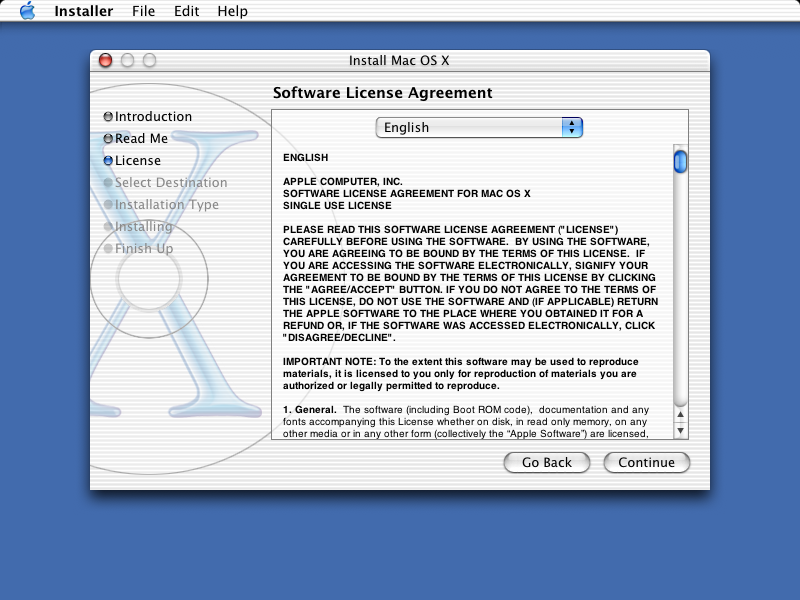 Installer File Edit Help
Install Mac OS X
Software License Agreement
Introduction
Read Me
License
Select Destination
Installation Type
Installing
Finish Up
English
ENGLISH
APPLE COMPUTER, INC.
SOFTWARE LICENSE AGREEMENT FOR MAC OS X
SINGLE USE LICENSE
PLEASE READ THIS SOFTWARE LICENSE AGREEMENT ("LICENSE")
CAREFULLY BEFORE USING THE SOFTWARE.  BY USING THE SOFTWARE,
YOU ARE AGREEING TO BE BOUND BY THE TERMS OF THIS LICENSE.  IF
YOU ARE ACCESSING THE SOFTWARE ELECTRONICALLY, SIGNIFY YOUR
AGREEMENT TO BE BOUND BY THE TERMS OF THIS LICENSE BY CLICKING
THE "AGREE/ACCEPT" BUTTON. IF YOU DO NOT AGREE TO THE TERMS OF
THIS LICENSE, DO NOT USE THE SOFTWARE AND (IF APPLICABLE) RETURN
THE APPLE SOFTWARE TO THE PLACE WHERE YOU OBTAINED IT FOR A
REFUND OR, IF THE SOFTWARE WAS ACCESSED ELECTRONICALLY, CLICK
"DISAGREE/DECLINE".
IMPORTANT NOTE: To the extent this software may be used to reproduce
materials, it is licensed to you only for reproduction of materials you are
authorized or legally permitted to reproduce.
1. General.  The software (including Boot ROM code),  documentation and any
fonts accompanying this License whether on disk, in read only memory, on any
other media or in any other form (collectively the “Apple Software”) are licensed,
Go Back Continue